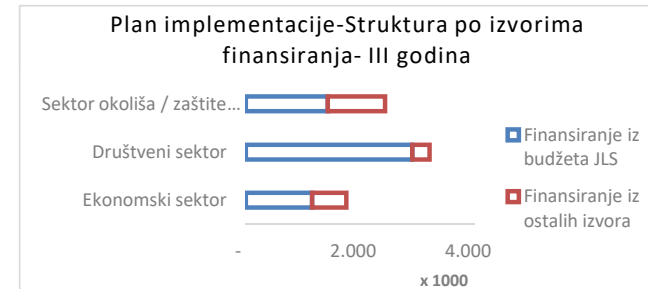 Plan implementacije-Struktura po izvorima
finansiranja- III godina
Sektor okoliša / zaštite…
Društveni sektor
Ekonomski sektor
-
2.000
4.000
x 1000
Finansiranje iz
budžeta JLS
Finansiranje iz
ostalih izvora